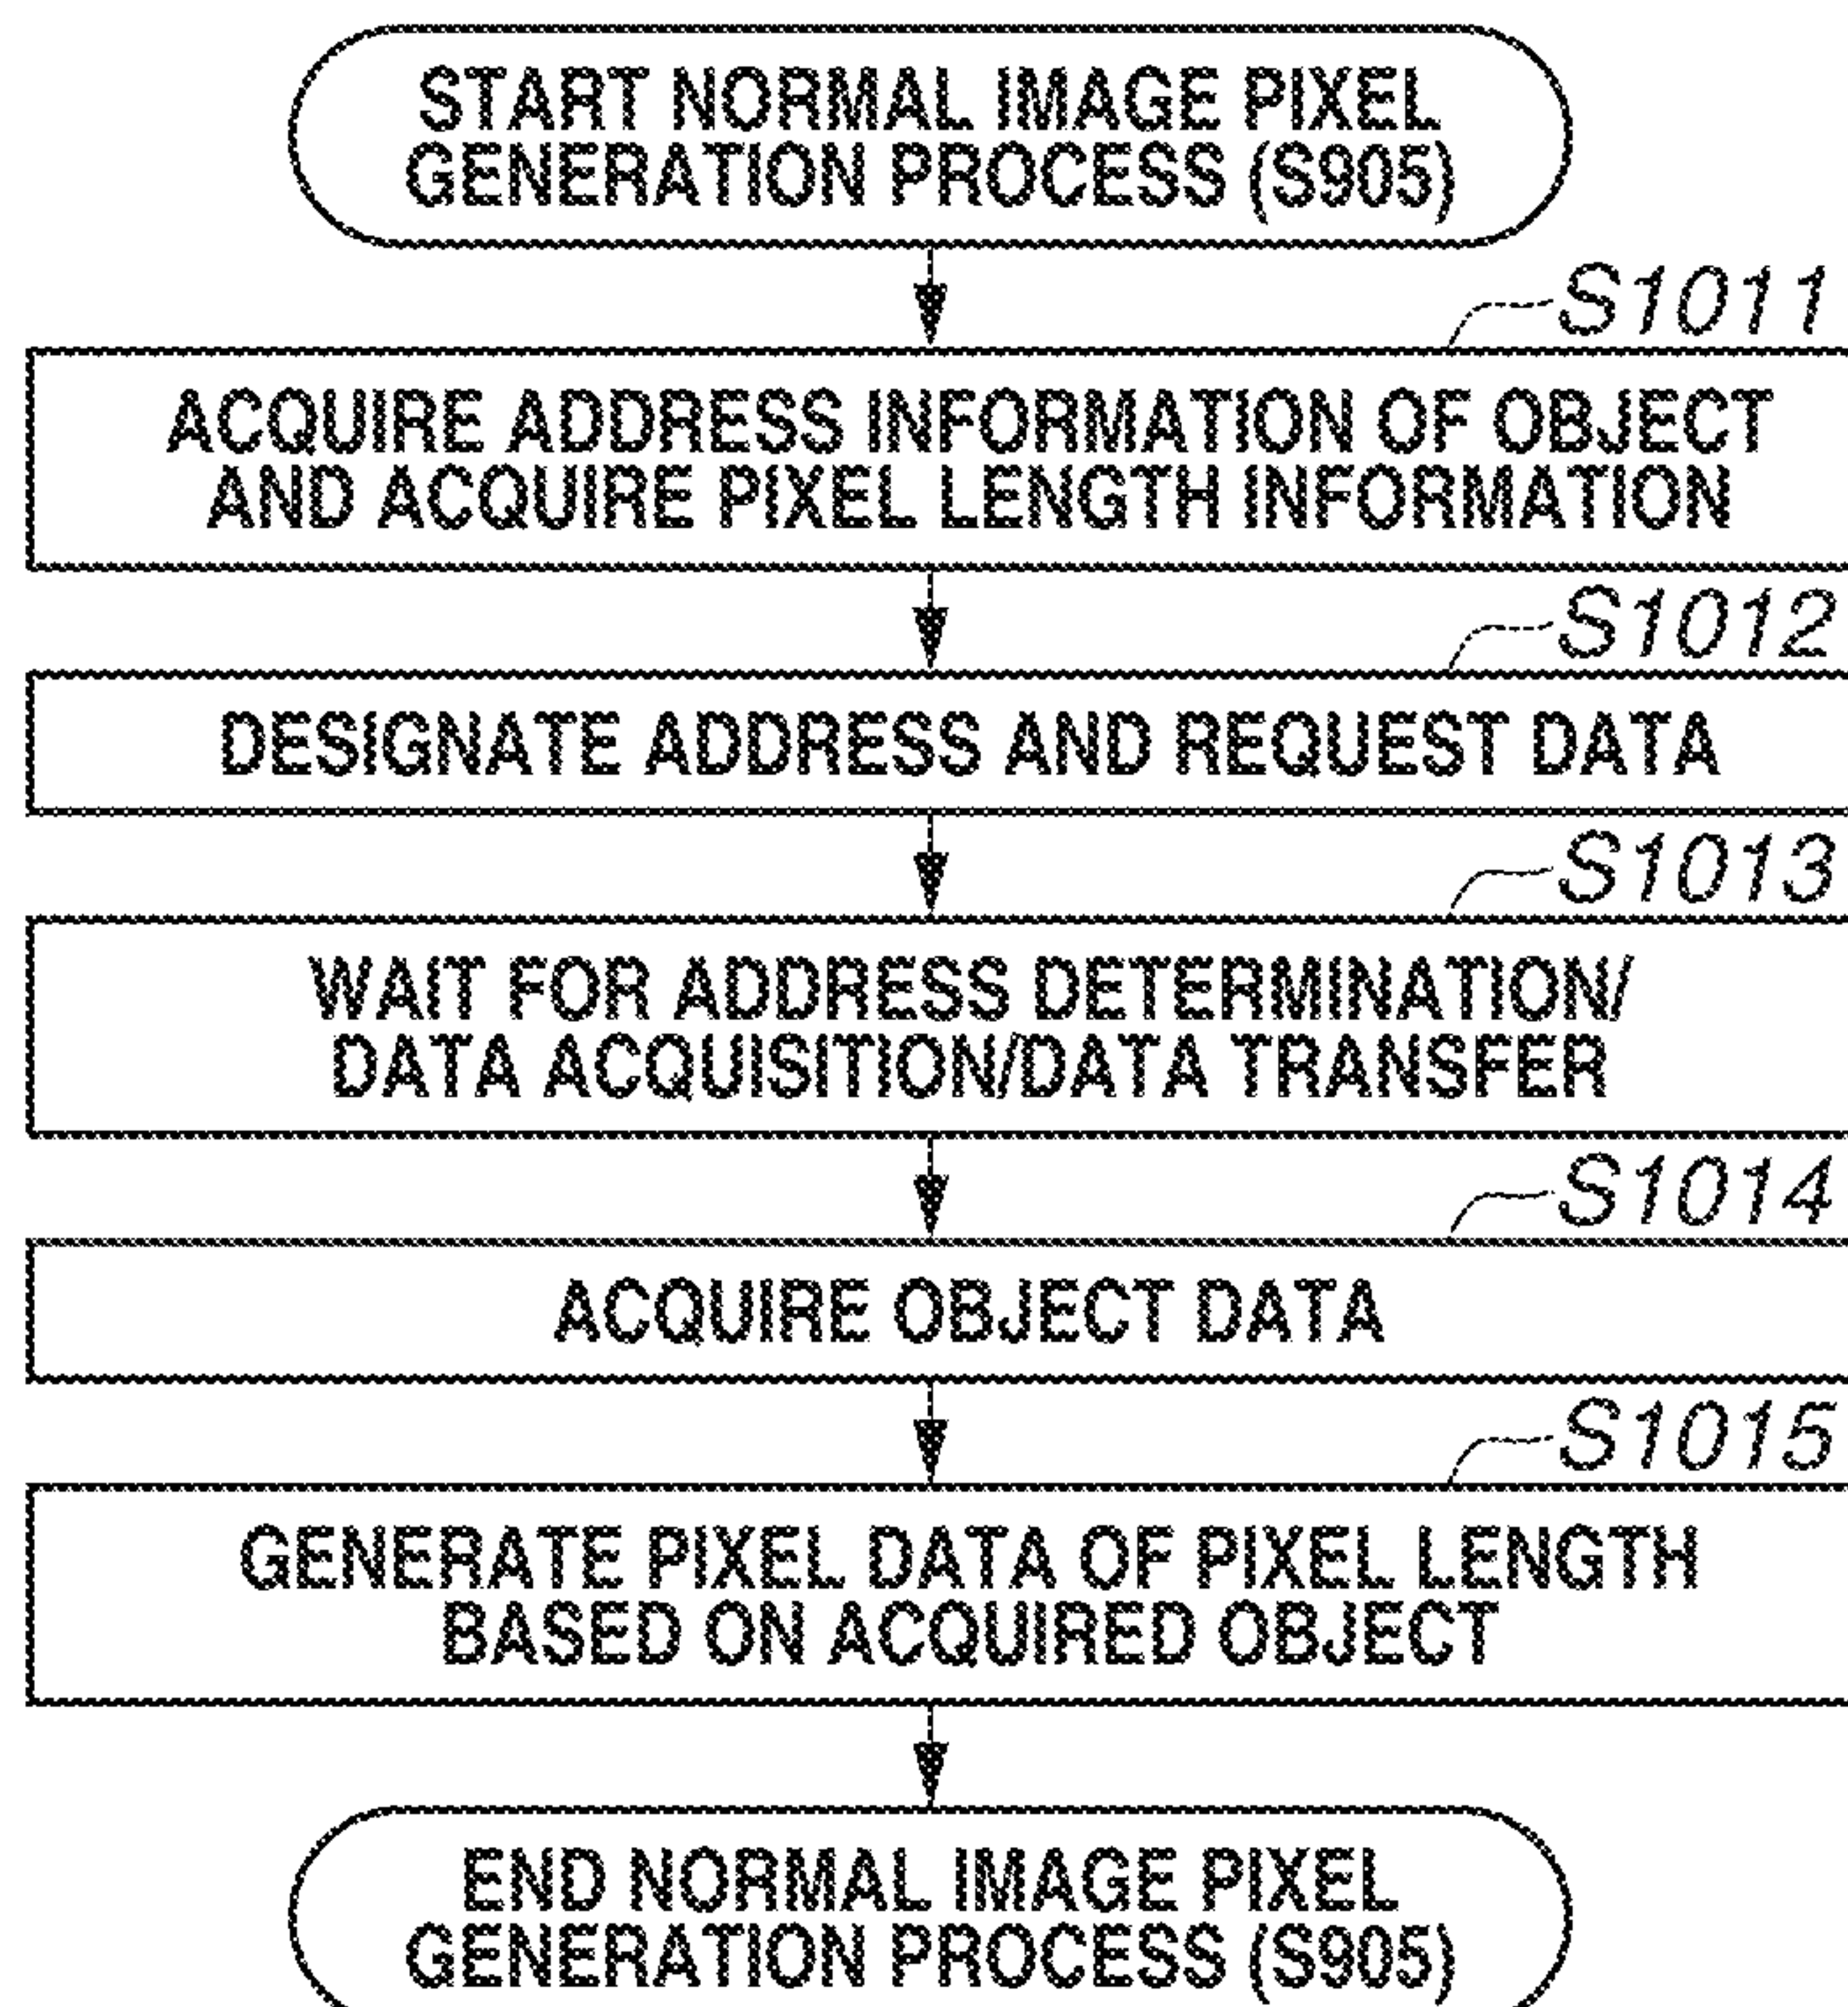 START NORMAL IMAGE PIXEL
GENERATION PROCESS (S905)
S1011
ACQUIRE ADDRESS INFORMATION OF OBJECT
AND ACQUIRE PIXEL LENGTH INFORMATION
S1012
DESIGNATE ADDRESS AND REQUEST DATA
S1013
WAIT FOR ADDRESS DETERMINATION/
DATA ACQUISITION/DATA TRANSFER
S1014
ACQUIRE OBJECT DATA
S1015
GENERATE PIXEL DATA OF PIXEL LENGTH
BASED ON ACQUIRED OBJECT
END NORMAL IMAGE PIXEL
GENERATION PROCESS (S905)